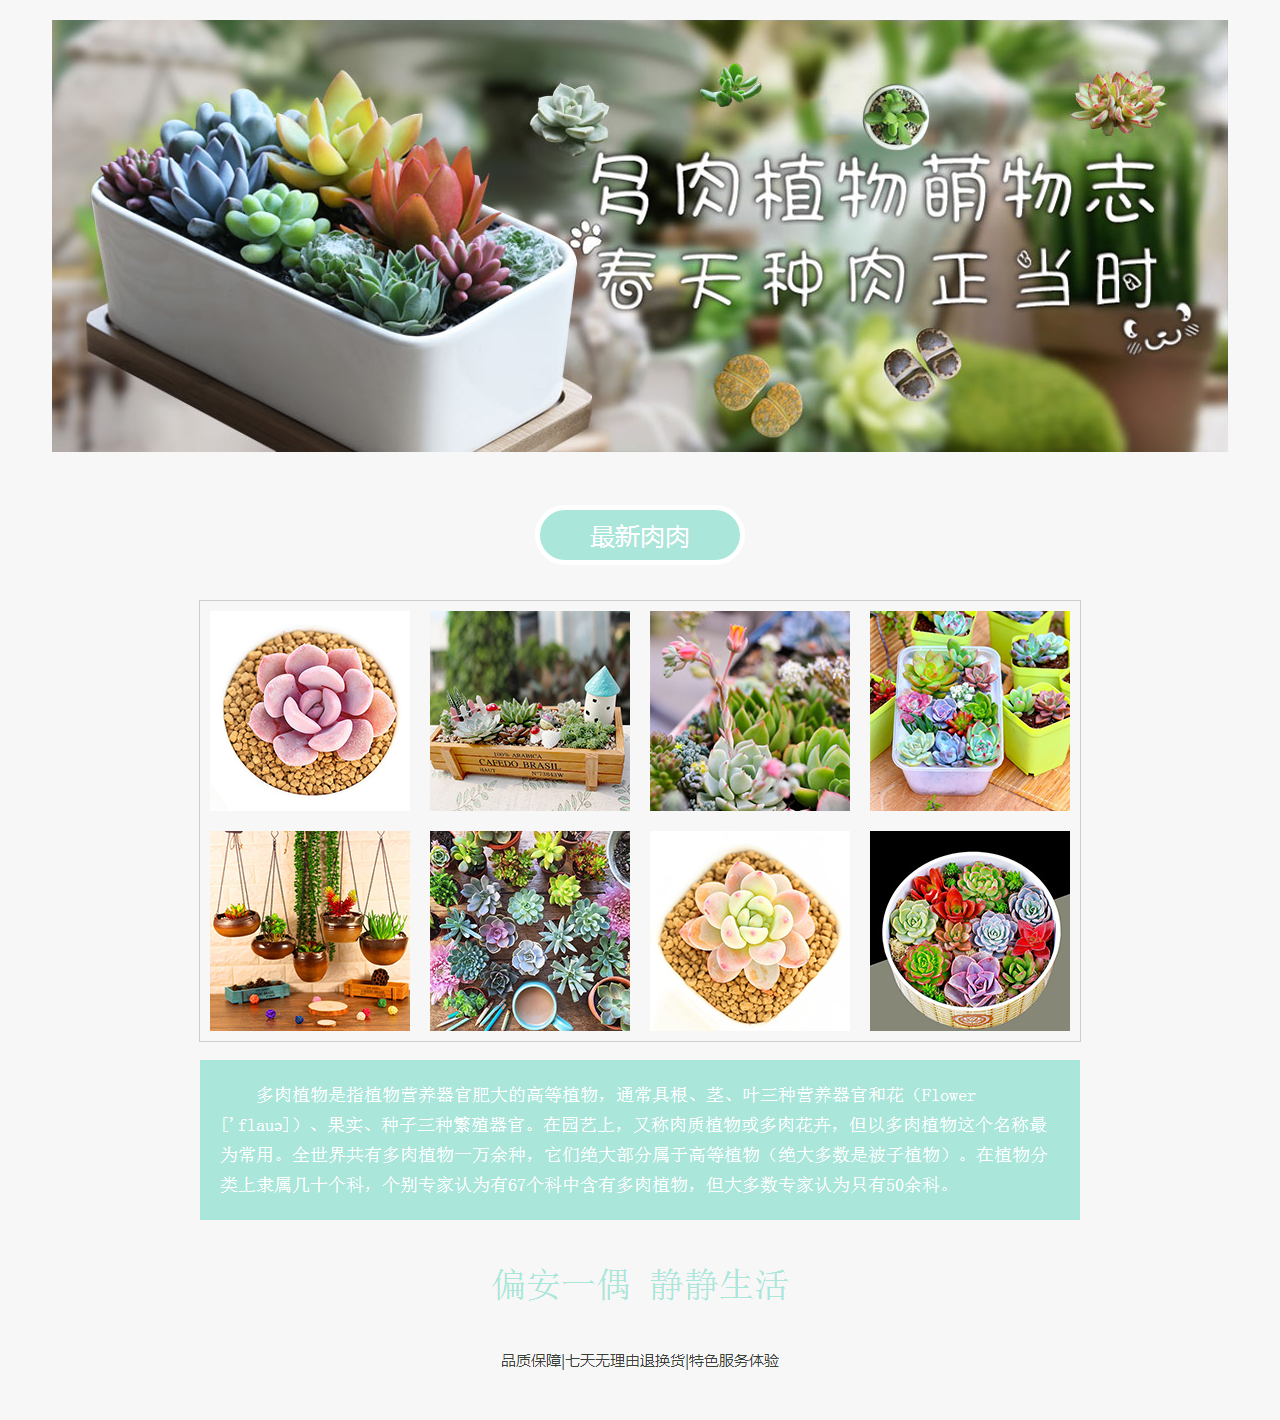 多肉植物萌物志
春天种肉正当时
最新肉肉
100% ARABICA
CAFEDO BRASIL
HAUT N°73843W
多肉植物是指植物营养器官肥大的高等植物，通常具根、茎、叶三种营养器官和花（Flower
['flauə]）、果实、种子三种繁殖器官。在园艺上，又称肉质植物或多肉花卉，但以多肉植物这个名称最
为常用。全世界共有多肉植物一万余种，它们绝大部分属于高等植物（绝大多数是被子植物）。在植物分
类上隶属几十个科，个别专家认为有67个科中含有多肉植物，但大多数专家认为只有50余科。
偏安一偶 静静生活
品质保障|七天无理由退换货|特色服务体验